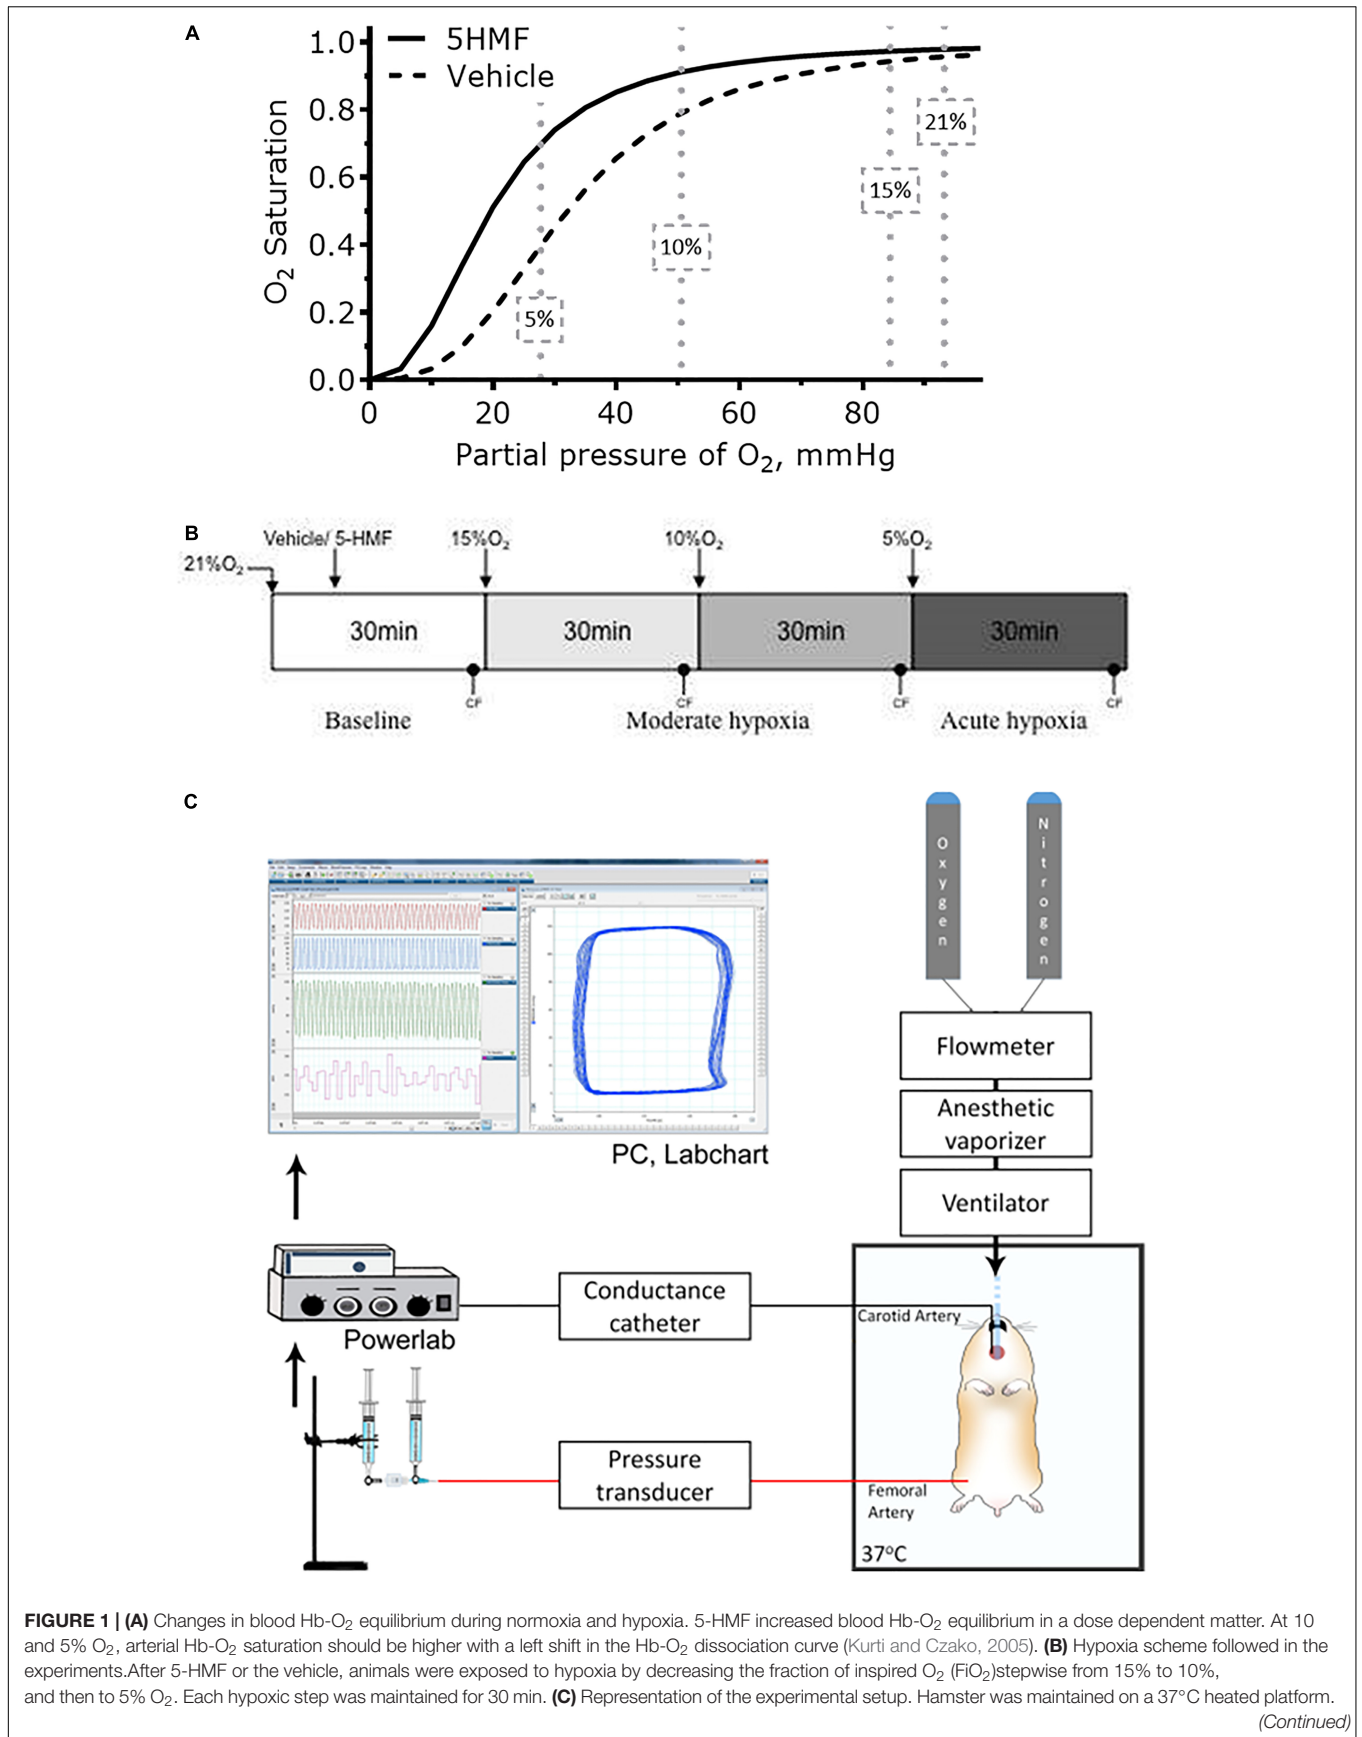 A
1.0
0.8
0.6
0.4
0.2
0.0
O2 Saturation
5HMF
Vehicle
5%
10%
15%
21%
0 20 40 60 80
Partial pressure of O2, mmHg
B
Vehicle/ 5-HMF 15%O2 10%O2 5%O2
21%O2
30min 30min 30min 30min
CF CF CF CF
Baseline Moderate hypoxia Acute hypoxia
C
Oxygen
Nitrogen
Flowmeter
Anesthetic
vaporizer
Ventilator
PC, Labchart
Powerlab
Conductance
catheter
Carotid Artery
Pressure
transducer
Femoral
Artery
37°C
FIGURE 1 | (A) Changes in blood Hb-O2 equilibrium during normoxia and hypoxia. 5-HMF increased blood Hb-O2 equilibrium in a dose dependent matter. At 10
and 5% O2, arterial Hb-O2 saturation should be higher with a left shift in the Hb-O2 dissociation curve (Kurti and Czako, 2005). (B) Hypoxia scheme followed in the
experiments.After 5-HMF or the vehicle, animals were exposed to hypoxia by decreasing the fraction of inspired O2 (FiO2)stepwise from 15% to 10%,
and then to 5% O2. Each hypoxic step was maintained for 30 min. (C) Representation of the experimental setup. Hamster was maintained on a 37°C heated platform.
(Continued)